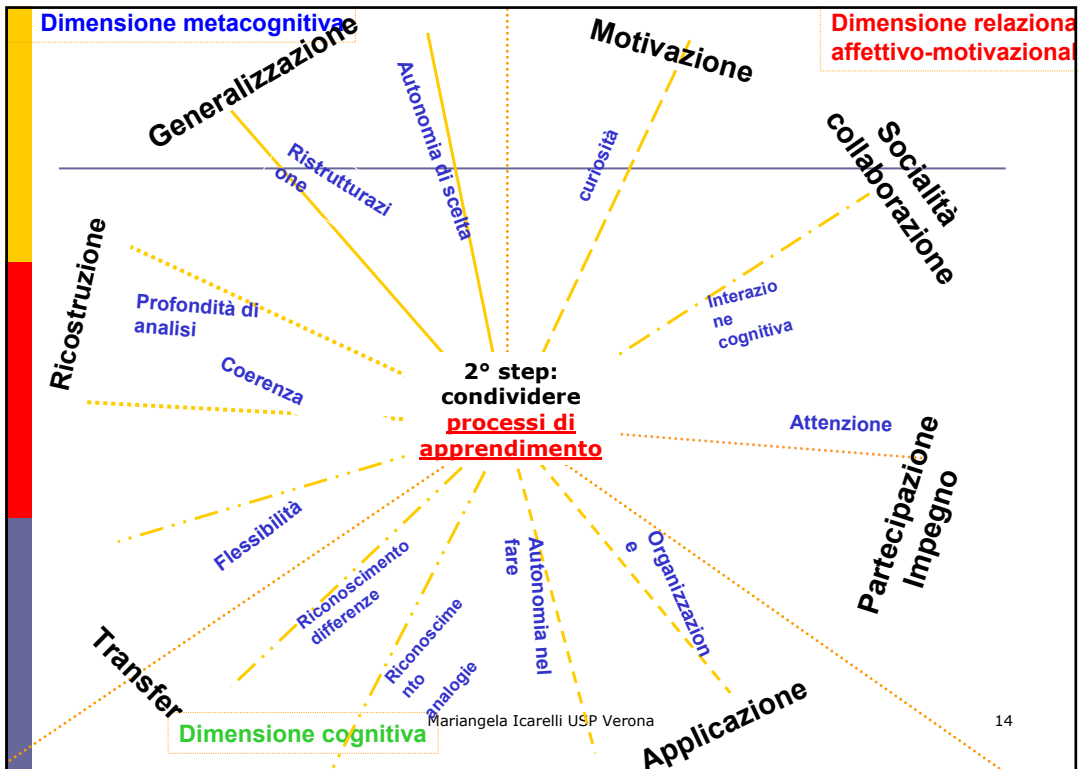 Dimensione metacognitiva
Dimensione relaziona
affettivo-motivazional
Generalizzazione
Motivazione
Autonomia di scelta
curiosità
Ristrutturazi
one
Socialità
collaborazione
Ricostruzione
Profondità di
analisi
Interazio
ne
cognitiva
Coerenza
2° step:
condividere
processi di
apprendimento
Attenzione
Partecipazione
Impegno
Flessibilità
Riconoscimento
differenze
Riconoscime
nto
analogie
Autonomia nel
fare
Organizzazion
e
Transfer
Applicazione
Dimensione cognitiva
Mariangela Icarelli USP Verona
14